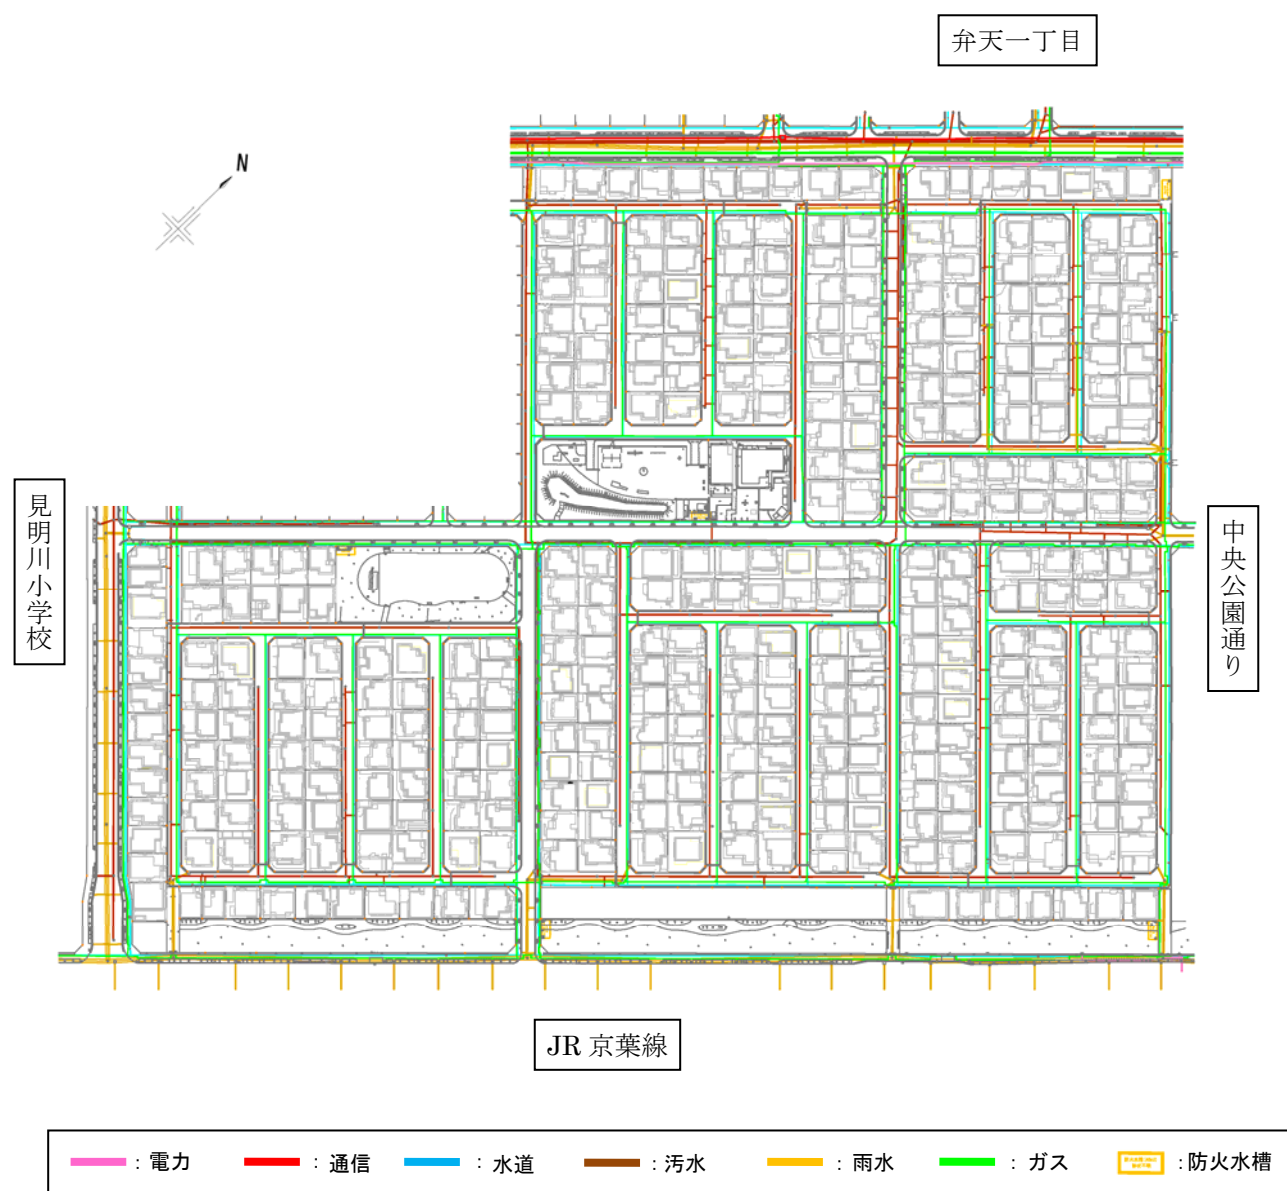 弁天一丁目
N
見明川小学校
中央公園通り
JR 京葉線
：電力 ：通信 ：水道 ：汚水 ：雨水 ：ガス ：防火水槽